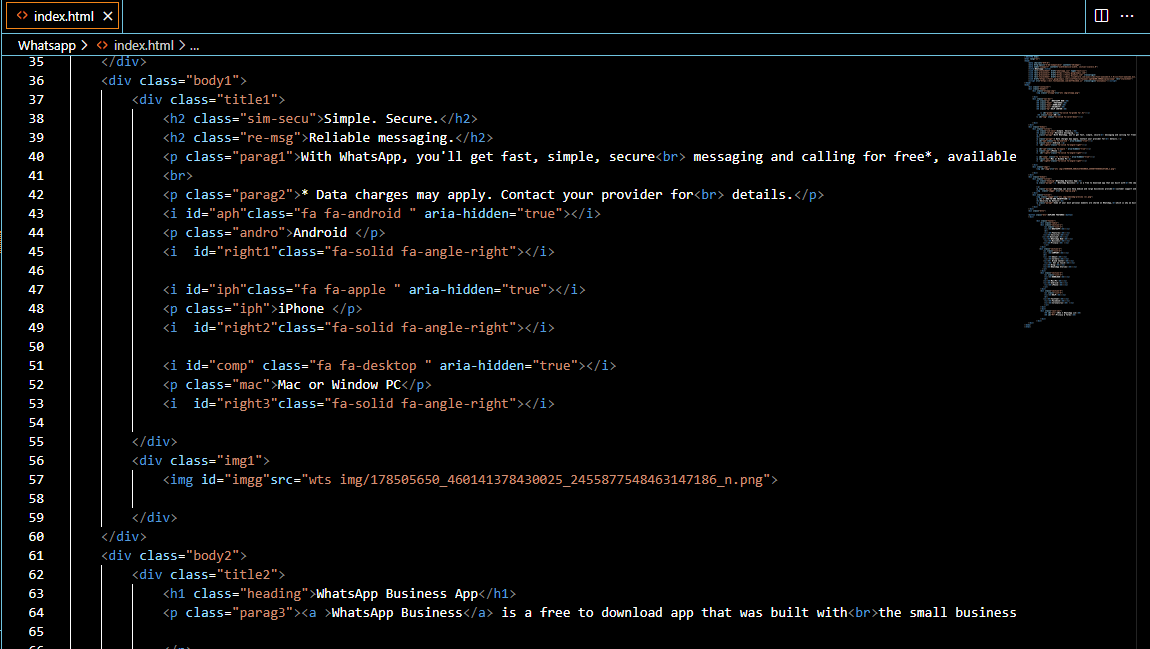 index.html
Whatsapp > index.html > ...
35 </div>
36 <div class="body1">
37 <div class="title1">
38 <h2 class="sim-secu">Simple. Secure.</h2>
39 <h2 class="re-msg">Reliable messaging.</h2>
40 <p class="parag1">With WhatsApp, you'll get fast, simple, secure<br> messaging and calling for free*, available
41 <br>
42 <p class="parag2">* Data charges may apply. Contact your provider for<br> details.</p>
43 <i id="aph"class="fa fa-android " aria-hidden="true"></i>
44 <p class="andro">Android </p>
45 <i  id="right1"class="fa-solid fa-angle-right"></i>
46
47 <i id="iph"class="fa fa-apple " aria-hidden="true"></i>
48 <p class="iph">iPhone </p>
49 <i  id="right2"class="fa-solid fa-angle-right"></i>
50
51 <i id="comp" class="fa fa-desktop " aria-hidden="true"></i>
52 <p class="mac">Mac or Window PC</p>
53 <i  id="right3"class="fa-solid fa-angle-right"></i>
54
55 </div>
56 <div class="img1">
57 <img id="imgg"src="wts img/178505650_460141378430025_2455877548463147186_n.png">
58
59 </div>
60 </div>
61 <div class="body2">
62 <div class="title2">
63 <h1 class="heading">WhatsApp Business App</h1>
64 <p class="parag3"><a >WhatsApp Business</a> is a free to download app that was built with<br>the small business
65